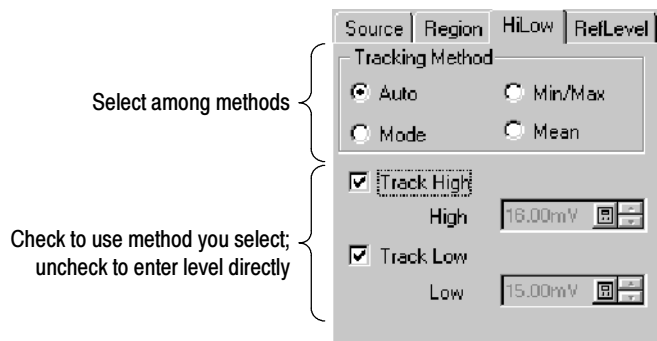 Source Region HiLow RefLevel
Tracking Method
Select among methods
Auto Min/Max
Mode Mean
Track High
High 16.00mV
Check to use method you select;
uncheck to enter level directly
Track Low
Low 15.00mV